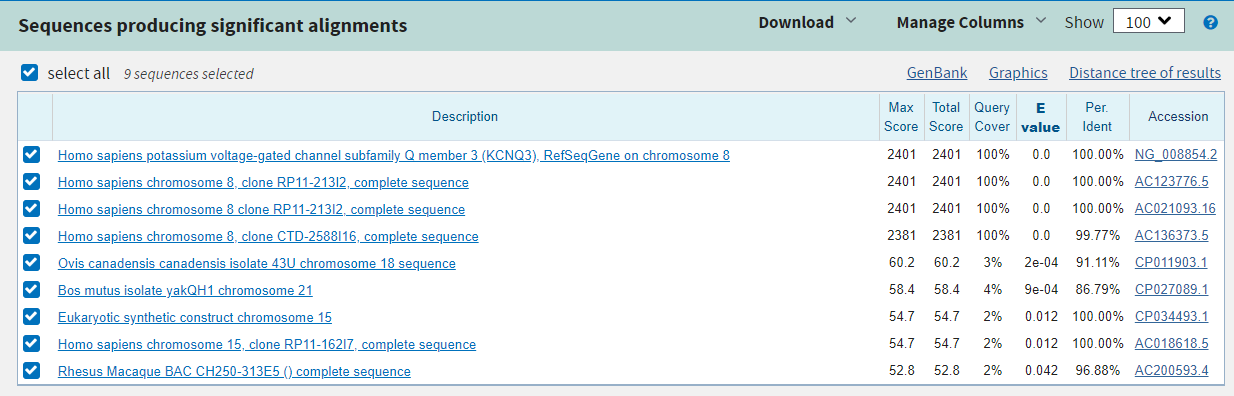 Sequences producing significant alignments Download Manage Columns Show 100 ?
select all 9 sequences selected GenBank Graphics Distance tree of results
Description Max Score Total Score Query Cover E value Per. Ident Accession
Homo sapiens potassium voltage-gated channel subfamily Q member 3 (KCNQ3), RefSeqGene on chromosome 8 2401 2401 100% 0.0 100.00% NG_008854.2
Homo sapiens chromosome 8, clone RP11-213I2, complete sequence 2401 2401 100% 0.0 100.00% AC123776.5
Homo sapiens chromosome 8 clone RP11-213I2, complete sequence 2401 2401 100% 0.0 100.00% AC021093.16
Homo sapiens chromosome 8, clone CTD-2588I16, complete sequence 2381 2381 100% 0.0 99.77% AC136373.5
Ovis canadensis canadensis isolate 43U chromosome 18 sequence 60.2 60.2 3% 2e-04 91.11% CP011903.1
Bos mutus isolate yakQH1 chromosome 21 58.4 58.4 4% 9e-04 86.79% CP027089.1
Eukaryotic synthetic construct chromosome 15 54.7 54.7 2% 0.012 100.00% CP034493.1
Homo sapiens chromosome 15, clone RP11-162I7, complete sequence 54.7 54.7 2% 0.012 100.00% AC018618.5
Rhesus Macaque BAC CH250-313E5 () complete sequence 52.8 52.8 2% 0.042 96.88% AC200593.4